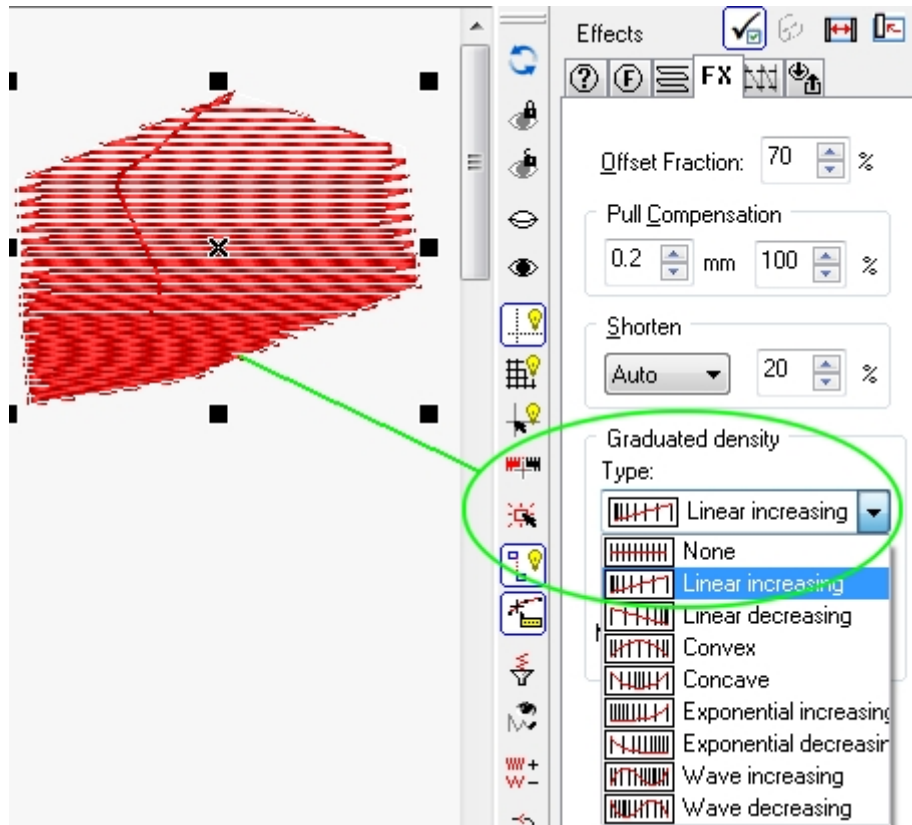 Effects
FX
Offset Fraction: 70 %
Pull Compensation
0.2 mm 100 %
Shorten
Auto 20 %
Graduated density
Type:
Linear increasing
None
Linear increasing
Linear decreasing
Convex
Concave
Exponential increasing
Exponential decreasir
Wave increasing
Wave decreasing